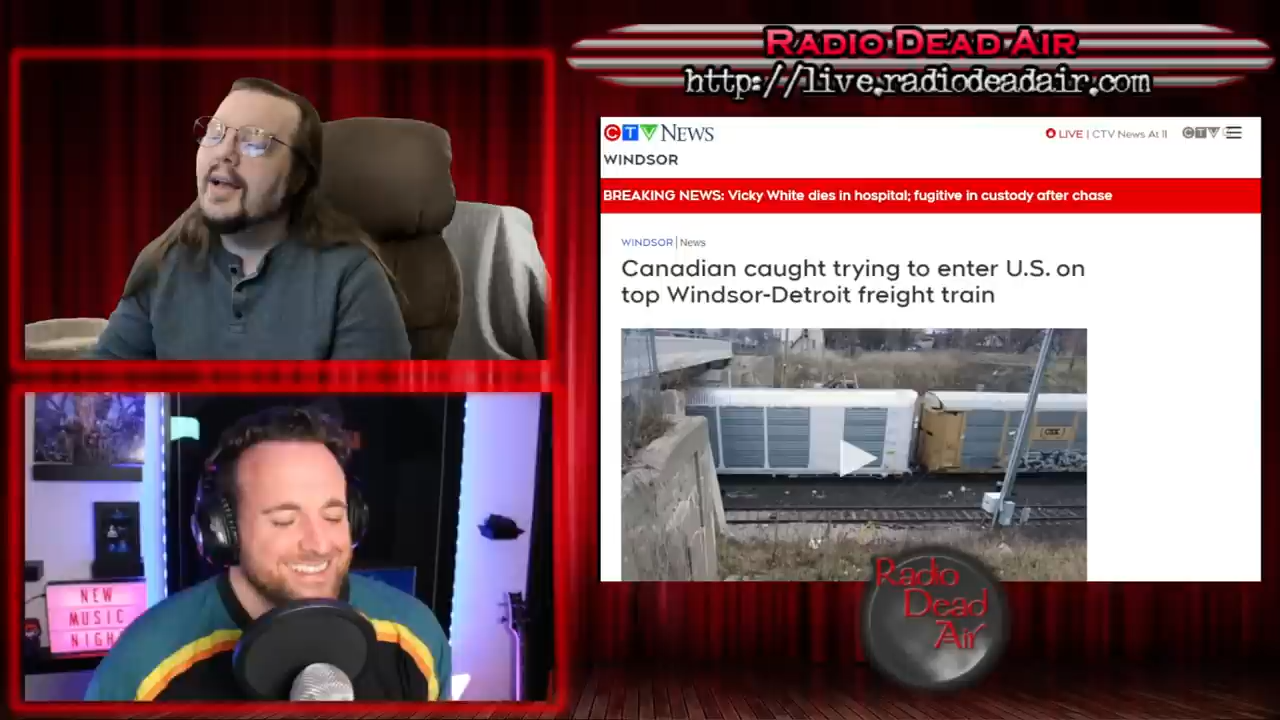 RADIO DEAD AIR
http://live.radiodeadair.com
CTV NEWS
LIVE | CTV News At 11
CTV
WINDSOR
BREAKING NEWS: Vicky White dies in hospital; fugitive in custody after chase
WINDSOR | News
Canadian caught trying to enter U.S. on
top Windsor-Detroit freight train
Radio
Dead
Air
NEW
MUSIC
NIGH